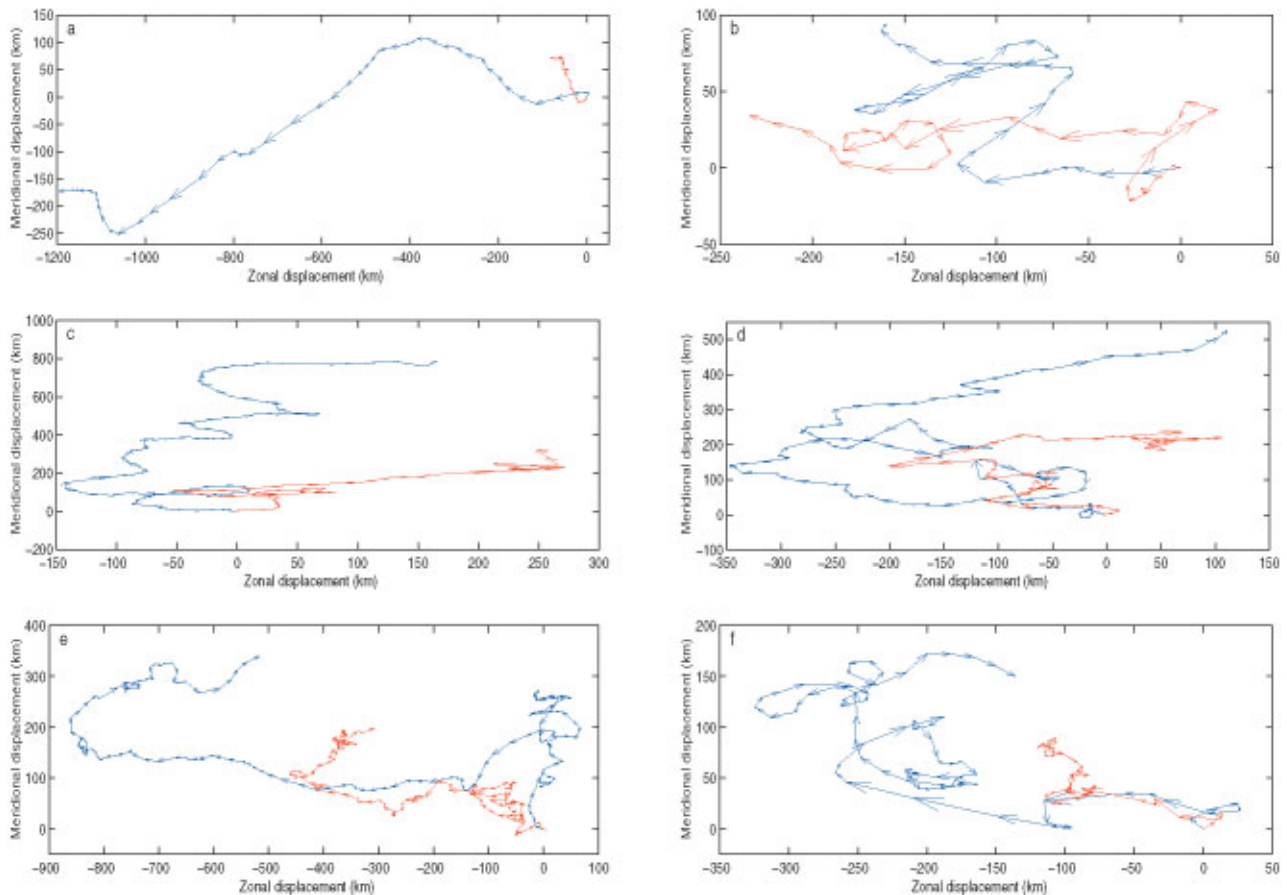 a
Meridional displacement (km)
150
100
50
0
−50
−100
−150
−200
−250
−1200 −1000 −800 −600 −400 −200 0
Zonal displacement (km)
b
Meridional displacement (km)
100
50
0
−50
−250 −200 −150 −100 −50 0 50
Zonal displacement (km)
c
Meridional displacement (km)
1000
800
600
400
200
0
−200
−150 −100 −50 0 50 100 150 200 250 300
Zonal displacement (km)
d
Meridional displacement (km)
500
400
300
200
100
0
−100
−350 −300 −250 −200 −150 −100 −50 0 50 100 150
Zonal displacement (km)
e
Meridional displacement (km)
400
300
200
100
0
−900 −800 −700 −600 −500 −400 −300 −200 −100 0 100
Zonal displacement (km)
f
Meridional displacement (km)
200
150
100
50
0
−350 −300 −250 −200 −150 −100 −50 0 50
Zonal displacement (km)